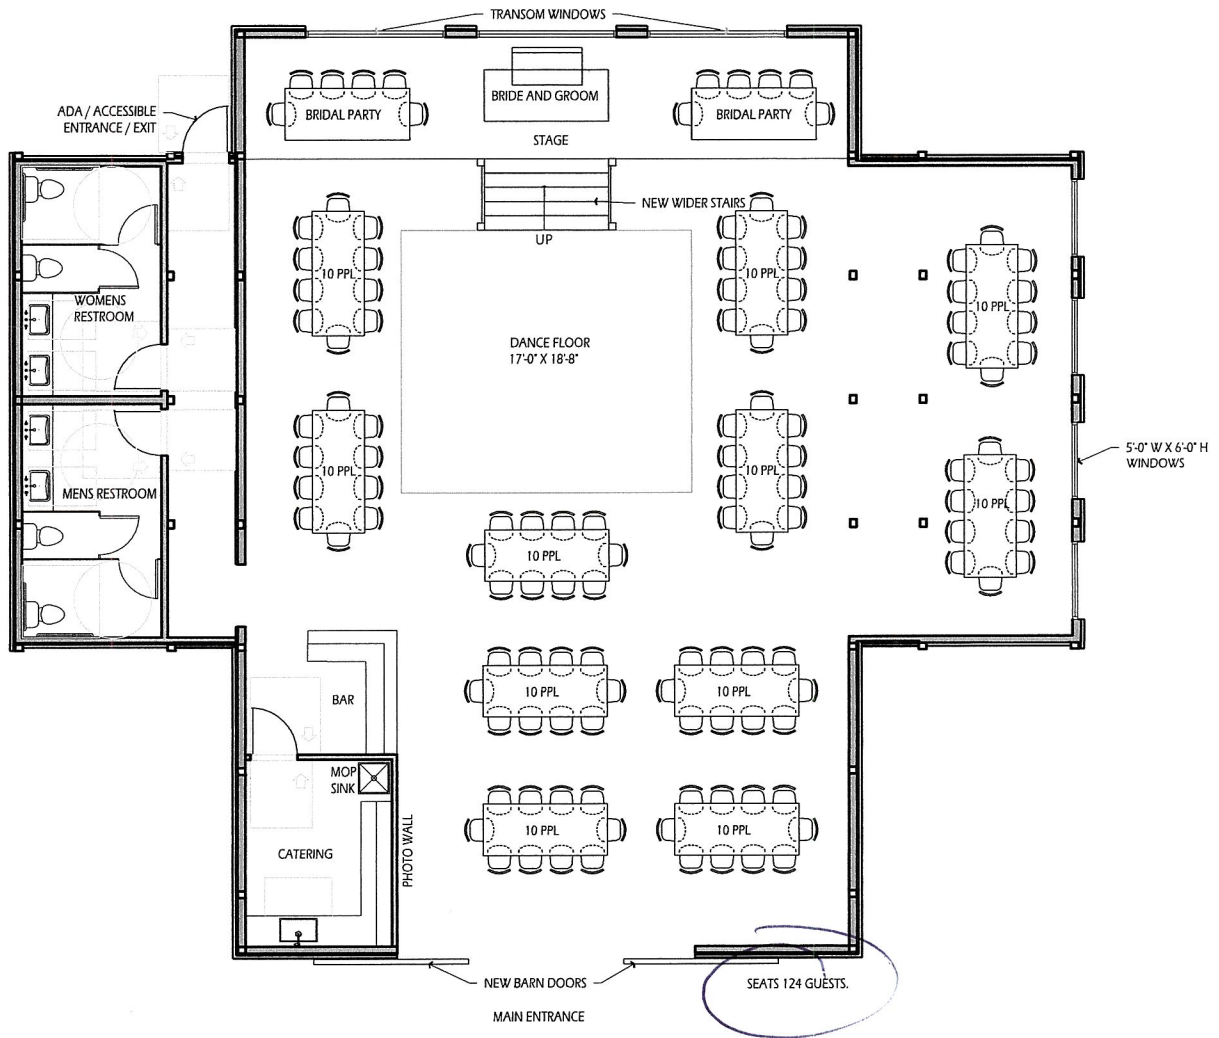 TRANSOM WINDOWS
ADA / ACCESSIBLE
ENTRANCE / EXIT
BRIDAL PARTY
BRIDE AND GROOM
BRIDAL PARTY
STAGE
NEW WIDER STAIRS
UP
10 PPL
10 PPL
10 PPL
WOMENS
RESTROOM
DANCE FLOOR
17'-0" X 18'-8"
5'-0" W X 6'-0" H
WINDOWS
10 PPL
10 PPL
10 PPL
MENS RESTROOM
10 PPL
BAR
10 PPL
10 PPL
MOP
SINK
PHOTO WALL
10 PPL
10 PPL
CATERING
NEW BARN DOORS
SEATS 124 GUESTS.
MAIN ENTRANCE